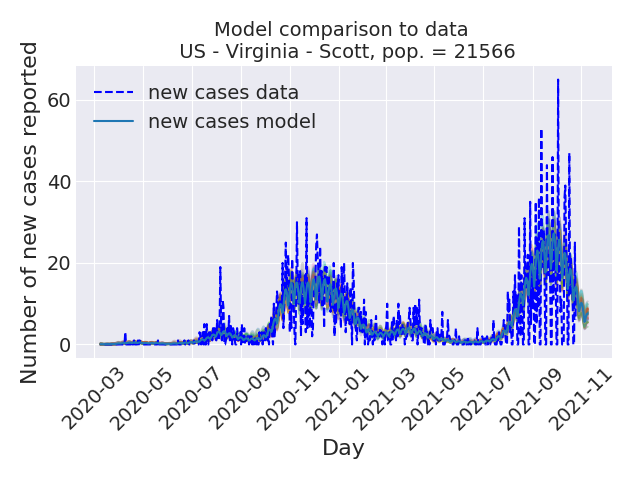 Model comparison to data
US - Virginia - Scott, pop. = 21566
new cases data
new cases model
Number of new cases reported
60
40
20
0
2020-03
2020-05
2020-07
2020-09
2020-11
2021-01
2021-03
2021-05
2021-07
2021-09
2021-11
Day